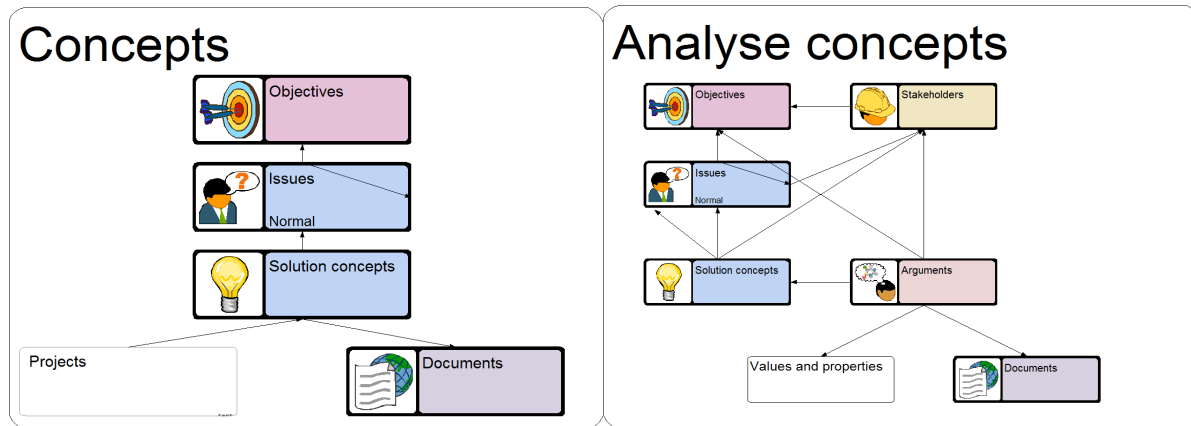 Concepts
Objectives
?
Issues
Normal
Solution concepts
Projects
Documents
Analyse concepts
Objectives
Stakeholders
?
Issues
Normal
Solution concepts
Arguments
Values and properties
Documents